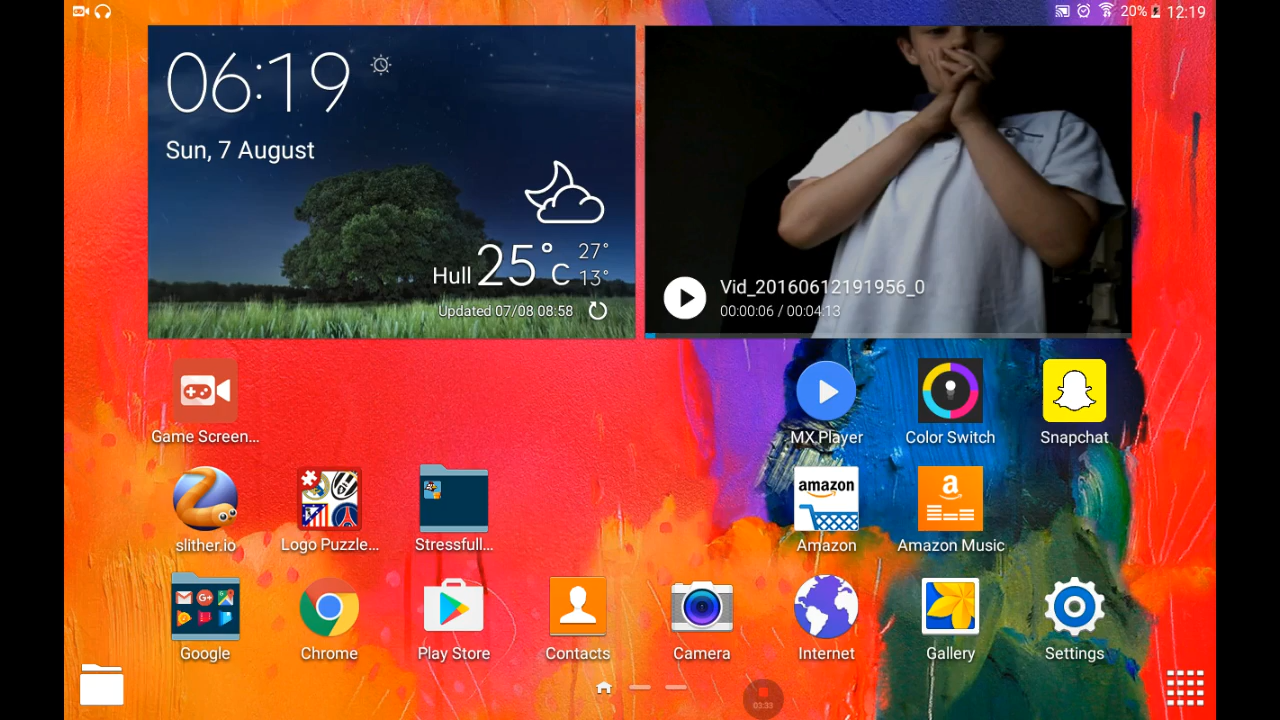 20% 12:19
06:19
Sun, 7 August
27°
Hull 25°C 13°
Updated 07/08 08:58
Vid_20160612191956_0
00:00:06 / 00:04:13
Game Screen...
MX Player
Color Switch
Snapchat
amazon
a
slither.io
Logo Puzzle...
Stressfull...
Amazon
Amazon Music
Google
Chrome
Play Store
Contacts
Camera
Internet
Gallery
Settings
03:33